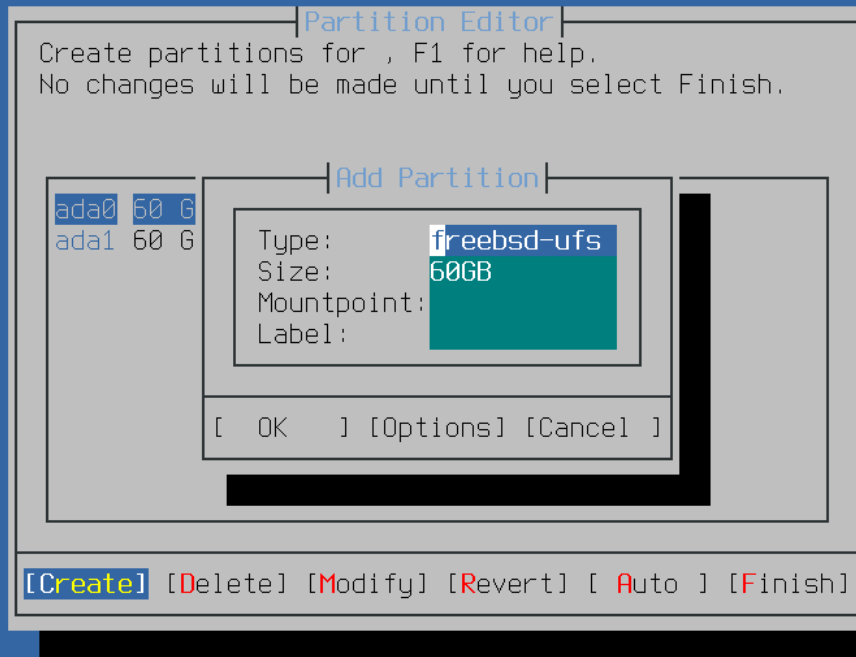 Partition Editor
Create partitions for , F1 for help.
No changes will be made until you select Finish.
Add Partition
ada0 60 G
ada1 60 G
Type: freebsd-ufs
Size: 60GB
Mountpoint:
Label:
[ OK ] [Options] [Cancel ]
[Create] [Delete] [Modify] [Revert] [ Auto ] [Finish]